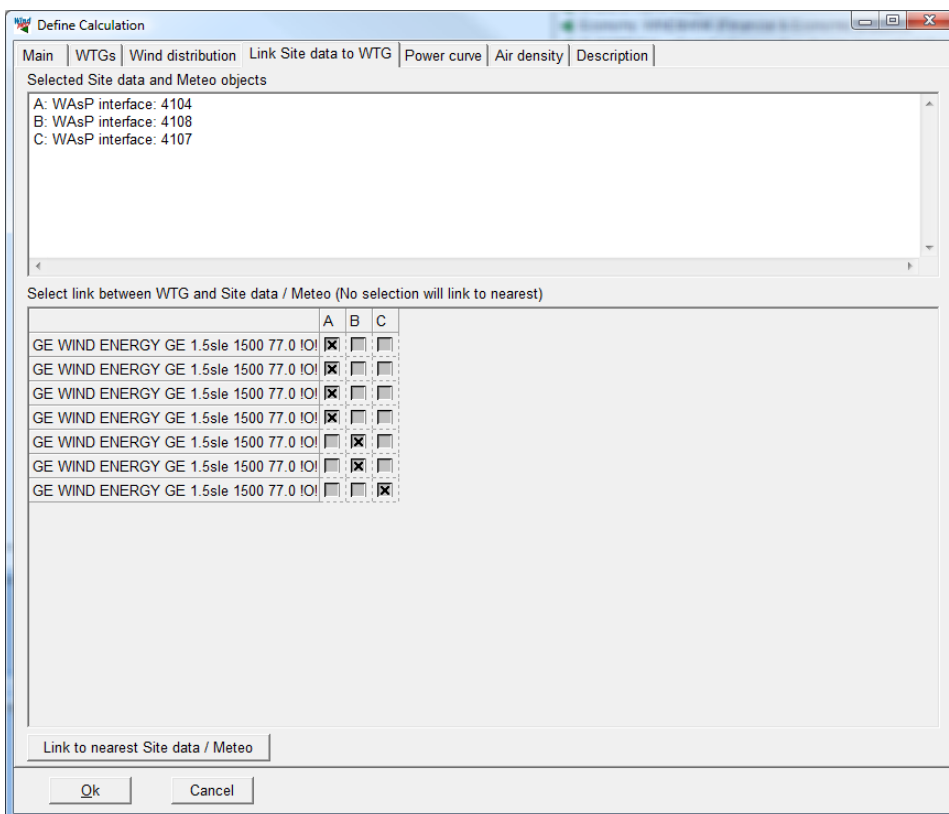 Define Calculation
Main WTGs Wind distribution Link Site data to WTG Power curve Air density Description
Selected Site data and Meteo objects
A: WAsP interface: 4104
B: WAsP interface: 4108
C: WAsP interface: 4107
Select link between WTG and Site data / Meteo (No selection will link to nearest)
A B C
GE WIND ENERGY GE 1.5sle 1500 77.0 !O!
GE WIND ENERGY GE 1.5sle 1500 77.0 !O!
GE WIND ENERGY GE 1.5sle 1500 77.0 !O!
GE WIND ENERGY GE 1.5sle 1500 77.0 !O!
GE WIND ENERGY GE 1.5sle 1500 77.0 !O!
GE WIND ENERGY GE 1.5sle 1500 77.0 !O!
GE WIND ENERGY GE 1.5sle 1500 77.0 !O!
Link to nearest Site data / Meteo
Ok Cancel